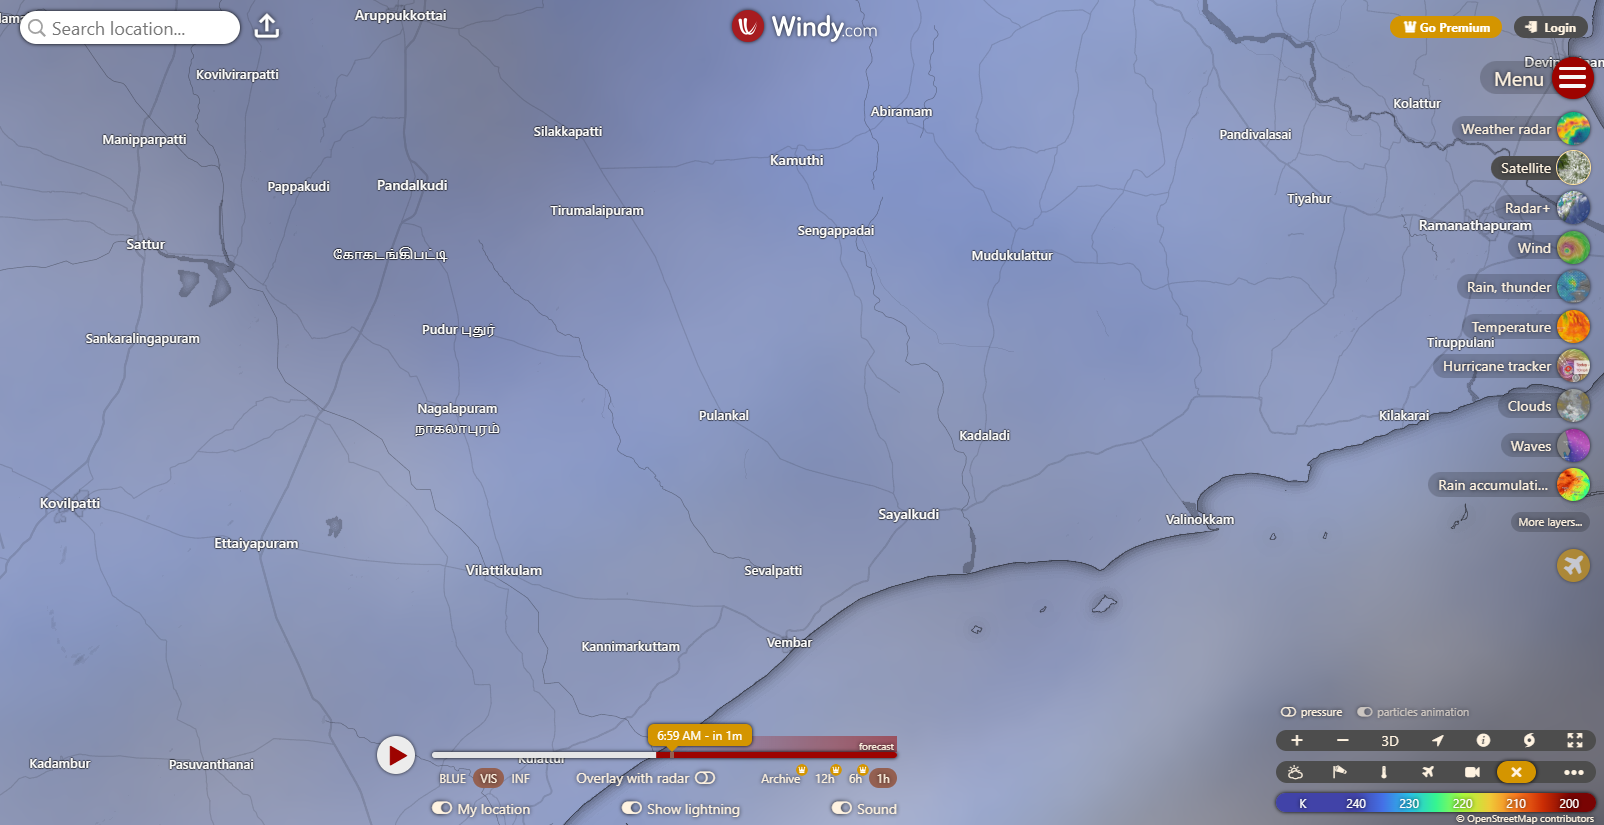 Aruppukkottai
Search location...
Windy.com
Go Premium
Login
Menu
Kovilvirarpatti
Kolattur
Abiramam
Weather radar
Silakkapatti
Pandivalasai
Manipparpatti
Kamuthi
Satellite
Pappakudi
Pandalkudi
Tiyahur
Radar+
Tirumalaipuram
Ramanathapuram
Sengappadai
Sattur
Wind
கோகடங்கிபட்டி
Mudukulattur
Rain, thunder
Pudur புதுர்
Temperature
Sankaralingapuram
Tiruppulani
Hurricane tracker
Nagalapuram
நாகலாபுரம்
Clouds
Pulankal
Kilakarai
Kadaladi
Waves
Rain accumulati...
Kovilpatti
Sayalkudi
Valinokkam
More layers...
Ettaiyapuram
Vilattikulam
Sevalpatti
Kannimarkuttam
Vembar
pressure
particles animation
6:59 AM - in 1m
forecast
3D
Kadambur
Pasuvanthanai
Kulattur
BLUE VIS INF
Overlay with radar
Archive 12h 6h 1h
My location
Show lightning
Sound
K 240 230 220 210 200
© OpenStreetMap contributors